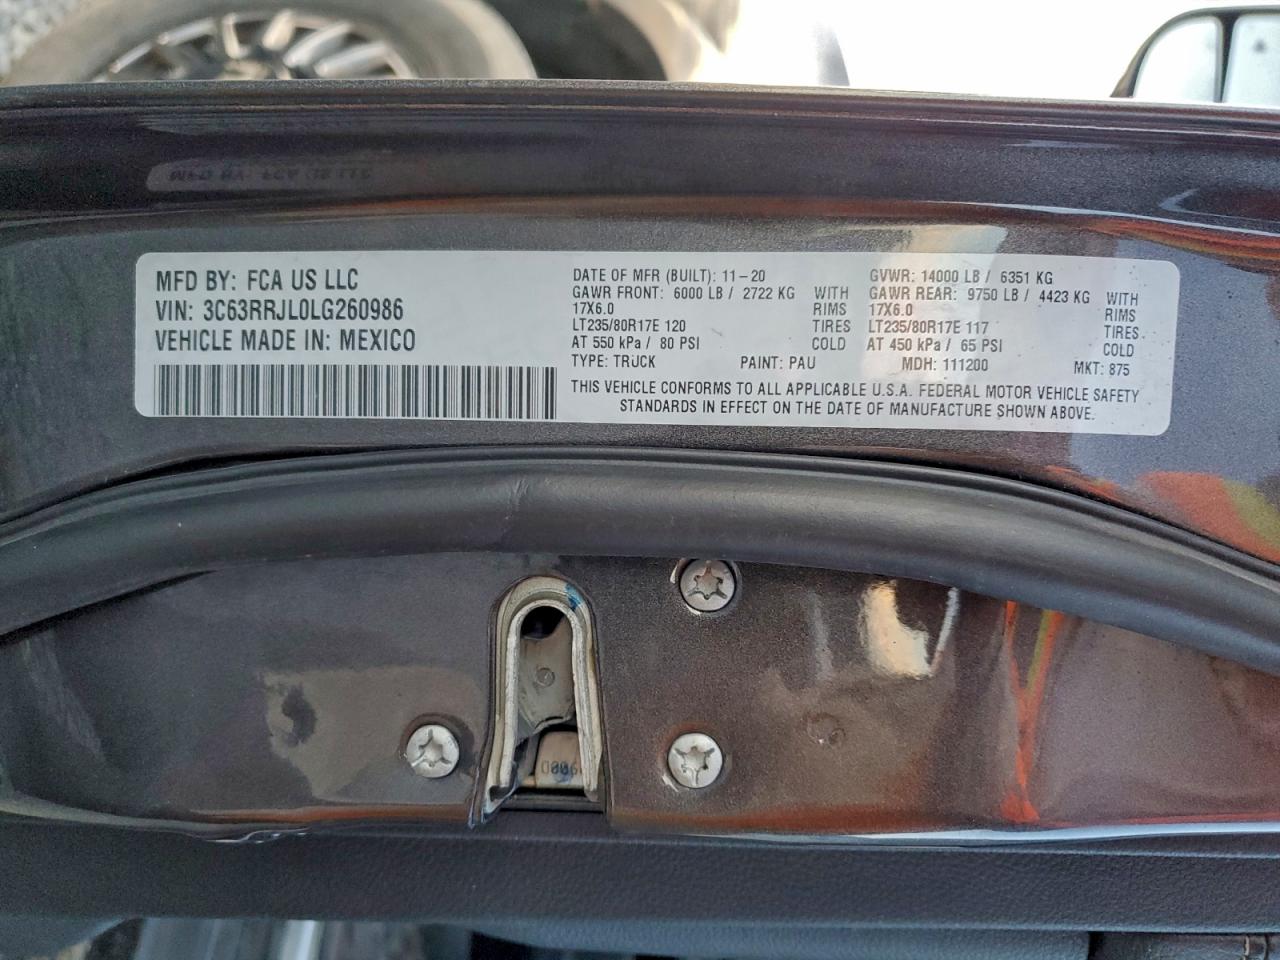 MFD BY: FCA US LLC
VIN: 3C63RRJL0LG260986
VEHICLE MADE IN: MEXICO
DATE OF MFR (BUILT): 11-20
GAWR FRONT: 6000 LB / 2722 KG WITH
17X6.0 RIMS
LT235/80R17E 120 TIRES
AT 550 kPa / 80 PSI COLD
TYPE: TRUCK PAINT: PAU
GVWR: 14000 LB / 6351 KG
GAWR REAR: 9750 LB / 4423 KG WITH
17X6.0 RIMS
LT235/80R17E 117 TIRES
AT 450 kPa / 65 PSI COLD
MDH: 111200 MKT: 875
THIS VEHICLE CONFORMS TO ALL APPLICABLE U.S.A. FEDERAL MOTOR VEHICLE SAFETY
STANDARDS IN EFFECT ON THE DATE OF MANUFACTURE SHOWN ABOVE.